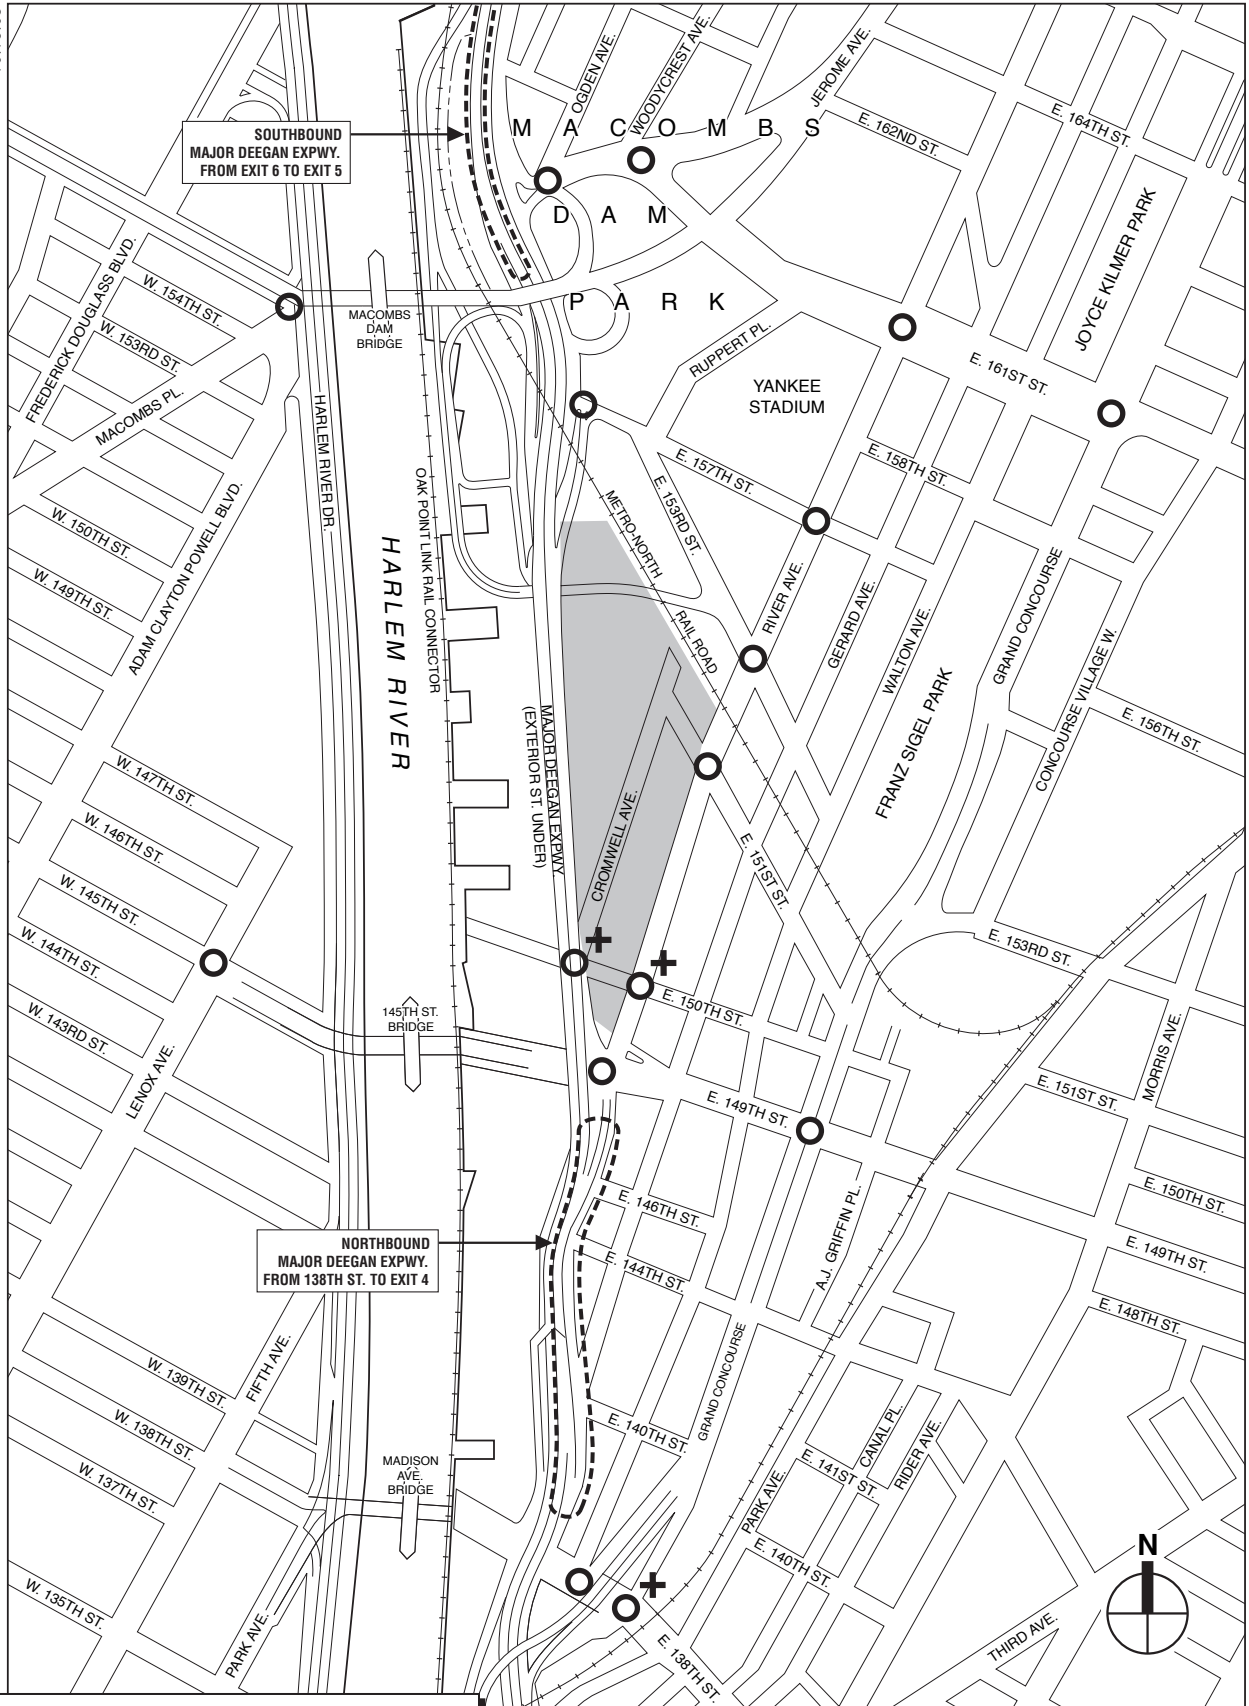 SOUTHBOUND
MAJOR DEEGAN EXPWY.
FROM EXIT 6 TO EXIT 5
OGDEN AVE.
WOODYCREST AVE.
JEROME AVE.
E. 162ND ST.
E. 164TH ST.
MACOMBS
DAM
PARK
JOYCE KILMER PARK
FREDERICK DOUGLASS BLVD.
W. 154TH ST.
W. 153RD ST.
MACOMBS PL.
MACOMBS
DAM
BRIDGE
RUPPERT PL.
YANKEE
STADIUM
E. 161ST ST.
HARLEM RIVER DR.
OAK POINT LINK RAIL CONNECTOR
E. 157TH ST.
E. 158TH ST.
E. 153RD ST.
METRO-NORTH
RAIL ROAD
W. 150TH ST.
W. 149TH ST.
ADAM CLAYTON POWELL BLVD.
HARLEM RIVER
RIVER AVE.
GERARD AVE.
WALTON AVE.
GRAND CONCOURSE
CONCOURSE VILLAGE W.
FRANZ SIGEL PARK
E. 156TH ST.
MAJOR DEEGAN EXPWY.
(EXTERIOR ST. UNDER)
CROMWELL AVE.
E. 151ST ST.
W. 147TH ST.
W. 146TH ST.
W. 145TH ST.
W. 144TH ST.
W. 143RD ST.
LENOX AVE.
145TH ST.
BRIDGE
E. 153RD ST.
E. 150TH ST.
E. 149TH ST.
MORRIS AVE.
E. 151ST ST.
E. 150TH ST.
E. 149TH ST.
E. 148TH ST.
E. 146TH ST.
E. 144TH ST.
A.J. GRIFFIN PL.
NORTHBOUND
MAJOR DEEGAN EXPWY.
FROM 138TH ST. TO EXIT 4
GRAND CONCOURSE
W. 139TH ST.
W. 138TH ST.
W. 137TH ST.
W. 135TH ST.
FIFTH AVE.
PARK AVE.
MADISON
AVE.
BRIDGE
E. 140TH ST.
E. 141ST ST.
CANAL PL.
RIDER AVE.
PARK AVE.
E. 140TH ST.
E. 138TH ST.
THIRD AVE.
N